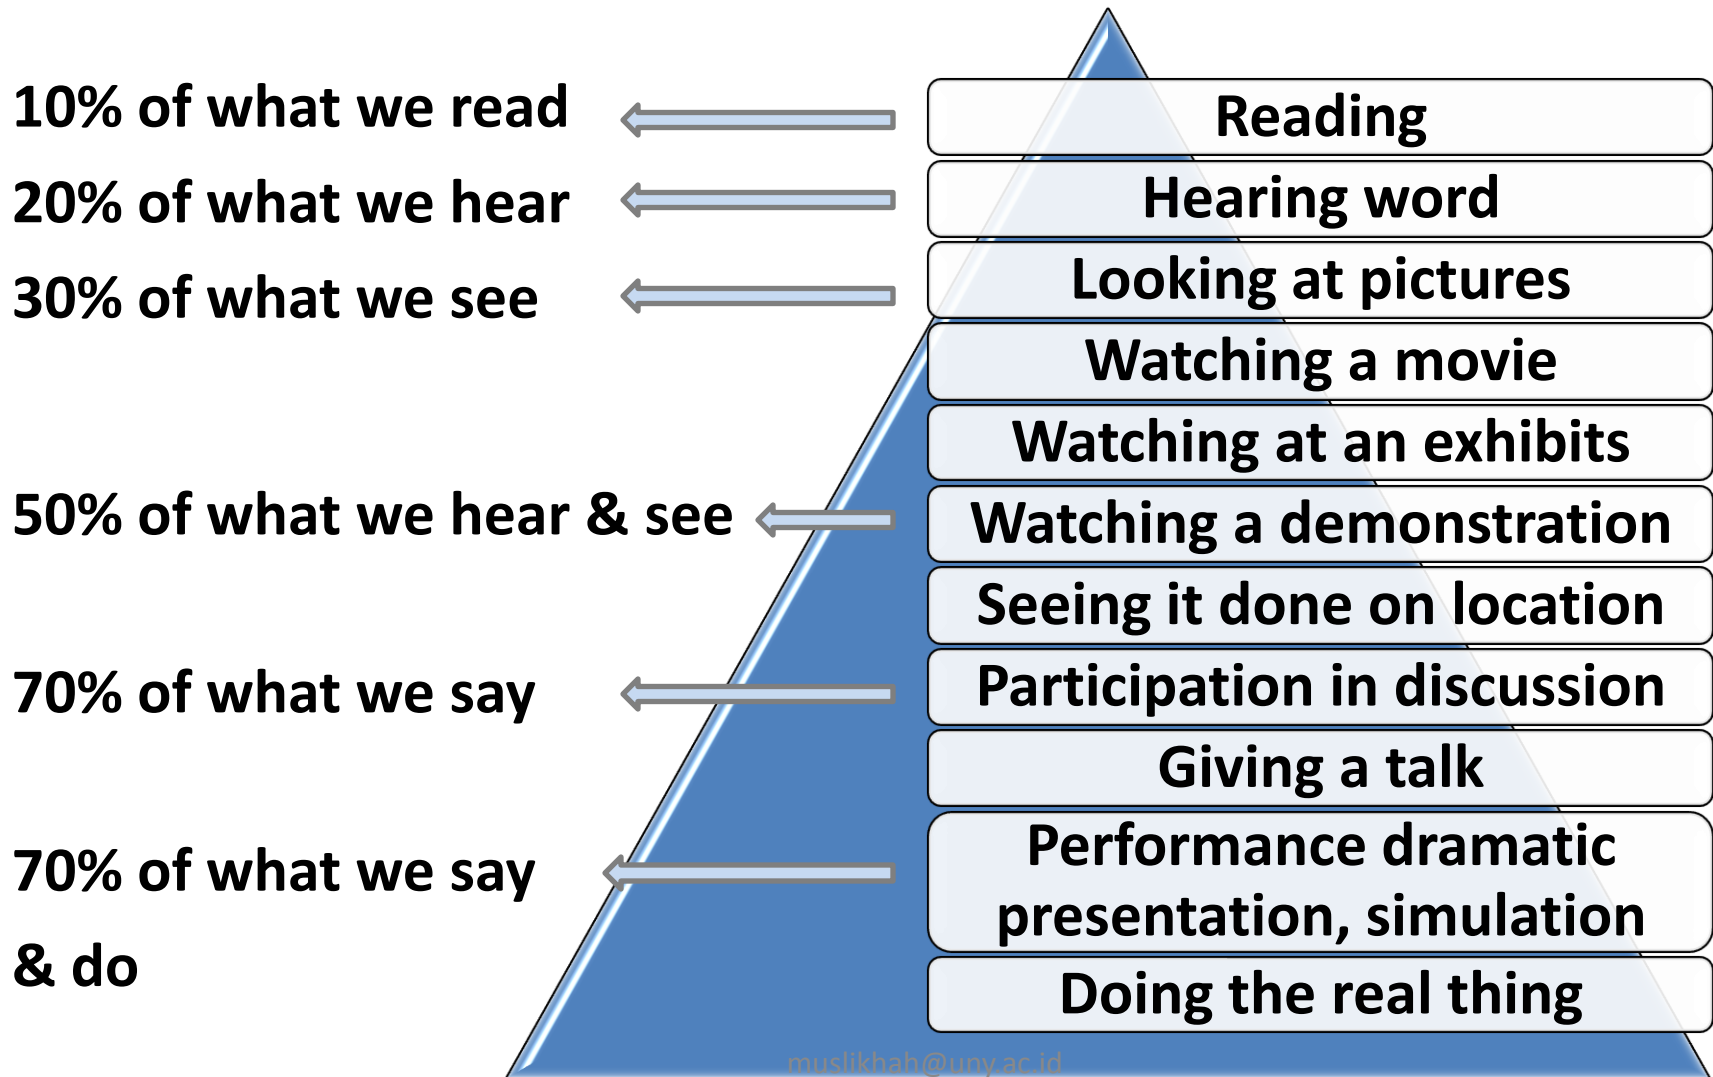 10% of what we read
Reading
20% of what we hear
Hearing word
30% of what we see
Looking at pictures
Watching a movie
Watching at an exhibits
50% of what we hear & see
Watching a demonstration
Seeing it done on location
70% of what we say
Participation in discussion
Giving a talk
70% of what we say
& do
Performance dramatic
presentation, simulation
Doing the real thing
muslikhah@uny.ac.id